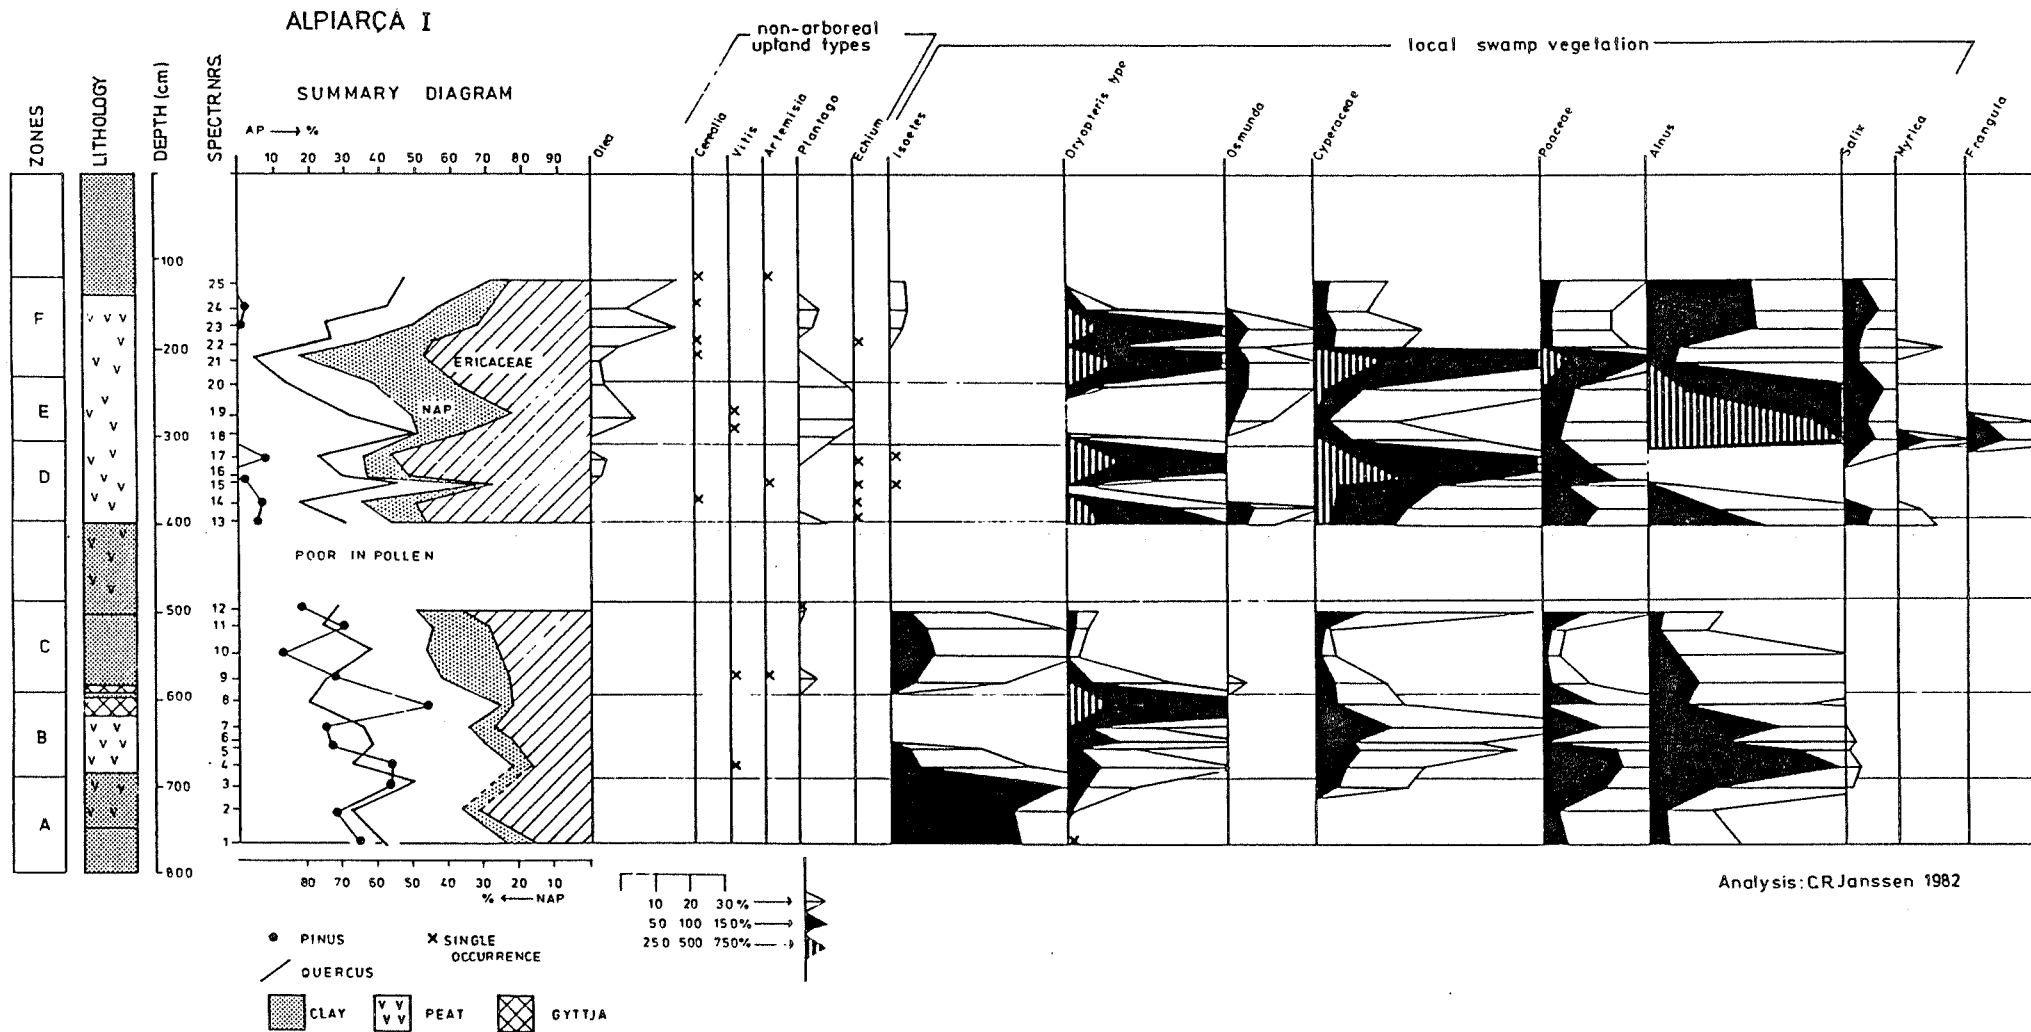 ALPIARÇA I
SUMMARY DIAGRAM
non-arboreal
upland types
local swamp vegetation
ZONES
LITHOLOGY
DEPTH (cm)
SPECTR.NRS.
AP → %
10 20 30 40 50 60 70 80 90
Olea
Cerealia
Vitis
Artemisia
Plantago
Echium
Isoetes
Dryopteris type
Osmunda
Cyperaceae
Poaceae
Alnus
Salix
Myrica
Frangula
100
200
300
400
500
600
700
800
F
E
D
C
B
A
25
24
23
22
21
20
19
18
17
16
15
14
13
12
11
10
9
8
7
6
5
4
3
2
1
ERICACEAE
NAP
POOR IN POLLEN
80 70 60 50 40 30 20 10
% ← NAP
10 20 30%
50 100 150%
250 500 750%
PINUS
× SINGLE
OCCURRENCE
QUERCUS
CLAY
PEAT
GYTTJA
Analysis: C.R. Janssen 1982